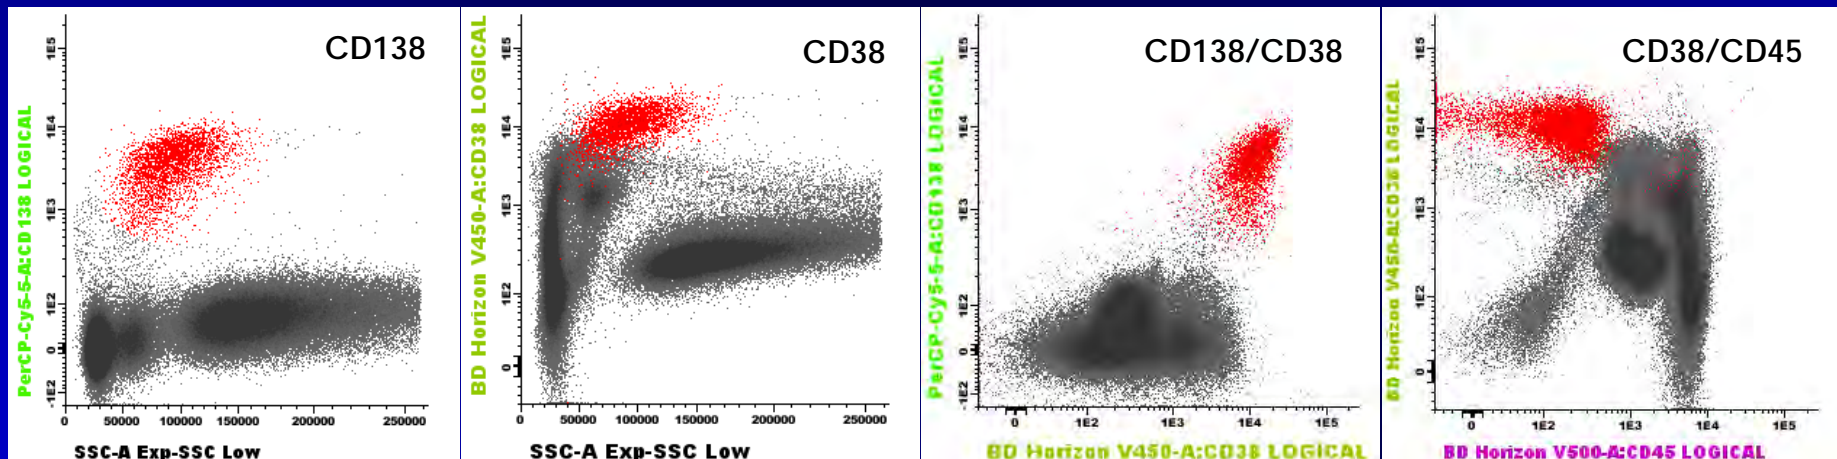 CD138
PerCP-Cy5-5-A:CD138 LOGICAL
1E5
1E4
1E3
1E2
0
-1E2
0 50000 100000 150000 200000 250000
SSC-A Exp-SSC Low
CD38
BD Horizon V450-A:CD38 LOGICAL
1E5
1E4
1E3
1E2
0
0 50000 100000 150000 200000 250000
SSC-A Exp-SSC Low
CD138/CD38
PerCP-Cy5-5-A:CD138 LOGICAL
1E5
1E4
1E3
1E2
0
-1E2
0 1E2 1E3 1E4 1E5
BD Horizon V450-A:CD38 LOGICAL
CD38/CD45
BD Horizon V450-A:CD38 LOGICAL
1E5
1E4
1E3
1E2
0
0 1E2 1E3 1E4 1E5
BD Horizon V500-A:CD45 LOGICAL